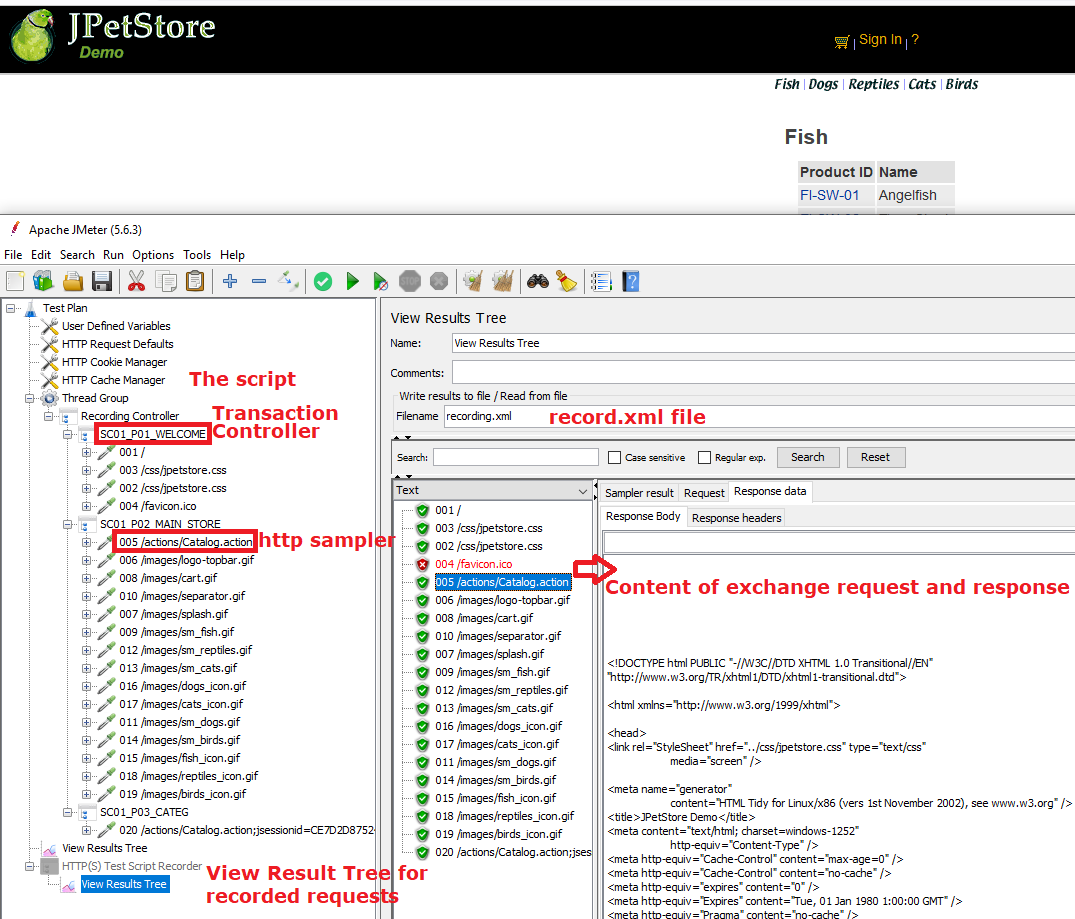 JPetStore
Demo
Sign In | ?
Fish | Dogs | Reptiles | Cats | Birds
Fish
Product ID Name
FI-SW-01 Angelfish
Apache JMeter (5.6.3)
File Edit Search Run Options Tools Help
STOP
Test Plan
User Defined Variables
HTTP Request Defaults
HTTP Cookie Manager
HTTP Cache Manager
The script
Thread Group
Recording Controller
Transaction
Controller
SC01_P01_WELCOME
001 /
003 /css/jpetstore.css
002 /css/jpetstore.css
004 /favicon.ico
SC01_P02_MAIN_STORE
005 /actions/Catalog.action
http sampler
006 /images/logo-topbar.gif
008 /images/cart.gif
010 /images/separator.gif
007 /images/splash.gif
009 /images/sm_fish.gif
012 /images/sm_reptiles.gif
013 /images/sm_cats.gif
016 /images/dogs_icon.gif
017 /images/cats_icon.gif
011 /images/sm_dogs.gif
014 /images/sm_birds.gif
015 /images/fish_icon.gif
018 /images/reptiles_icon.gif
019 /images/birds_icon.gif
SC01_P03_CATEG
020 /actions/Catalog.action;jsessionid=CE7D2D8752
View Results Tree
HTTP(S) Test Script Recorder
View Results Tree
View Result Tree for
recorded requests
View Results Tree
Name: View Results Tree
Comments:
Write results to file / Read from file
Filename recording.xml
record.xml file
Search: Case sensitive Regular exp. Search Reset
Text
001 /
003 /css/jpetstore.css
002 /css/jpetstore.css
004 /favicon.ico
005 /actions/Catalog.action
006 /images/logo-topbar.gif
008 /images/cart.gif
010 /images/separator.gif
007 /images/splash.gif
009 /images/sm_fish.gif
012 /images/sm_reptiles.gif
013 /images/sm_cats.gif
016 /images/dogs_icon.gif
017 /images/cats_icon.gif
011 /images/sm_dogs.gif
014 /images/sm_birds.gif
015 /images/fish_icon.gif
018 /images/reptiles_icon.gif
019 /images/birds_icon.gif
020 /actions/Catalog.action;jses
Sampler result Request Response data
Response Body Response headers
Content of exchange request and response
<!DOCTYPE html PUBLIC "-//W3C//DTD XHTML 1.0 Transitional//EN"
"http://www.w3.org/TR/xhtml1/DTD/xhtml1-transitional.dtd">
<html xmlns="http://www.w3.org/1999/xhtml">
<head>
<link rel="StyleSheet" href="../css/jpetstore.css" type="text/css"
media="screen" />
<meta name="generator"
content="HTML Tidy for Linux/x86 (vers 1st November 2002), see www.w3.org" />
<title>JPetStore Demo</title>
<meta content="text/html; charset=windows-1252"
http-equiv="Content-Type" />
<meta http-equiv="Cache-Control" content="max-age=0" />
<meta http-equiv="Cache-Control" content="no-cache" />
<meta http-equiv="expires" content="0" />
<meta http-equiv="Expires" content="Tue, 01 Jan 1980 1:00:00 GMT" />
<meta http-equiv="Pragma" content="no-cache" />